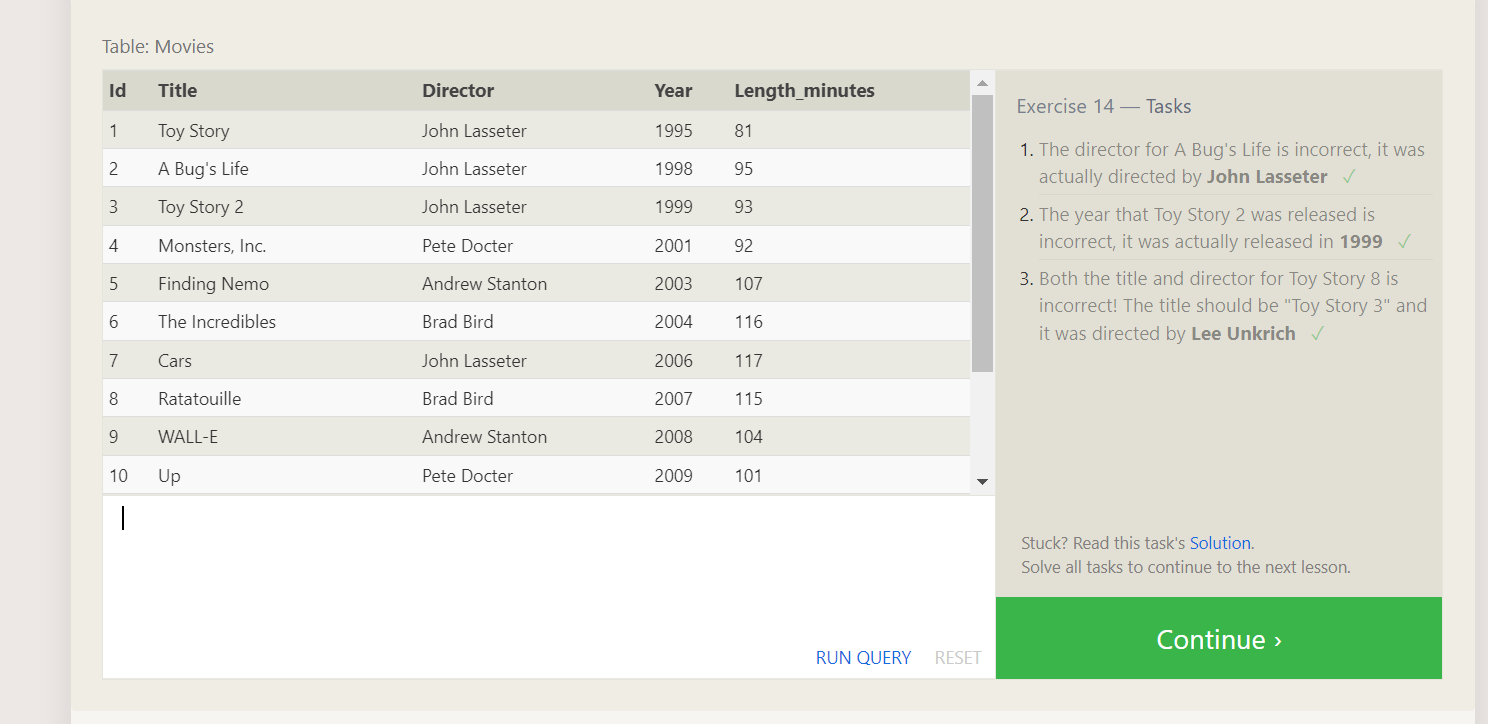 Table: Movies
Id Title Director Year Length_minutes
1 Toy Story John Lasseter 1995 81
2 A Bug's Life John Lasseter 1998 95
3 Toy Story 2 John Lasseter 1999 93
4 Monsters, Inc. Pete Docter 2001 92
5 Finding Nemo Andrew Stanton 2003 107
6 The Incredibles Brad Bird 2004 116
7 Cars John Lasseter 2006 117
8 Ratatouille Brad Bird 2007 115
9 WALL-E Andrew Stanton 2008 104
10 Up Pete Docter 2009 101
RUN QUERY RESET
Exercise 14 — Tasks
1. The director for A Bug's Life is incorrect, it was
actually directed by John Lasseter ✓
2. The year that Toy Story 2 was released is
incorrect, it was actually released in 1999 ✓
3. Both the title and director for Toy Story 8 is
incorrect! The title should be "Toy Story 3" and
it was directed by Lee Unkrich ✓
Stuck? Read this task's Solution.
Solve all tasks to continue to the next lesson.
Continue ›